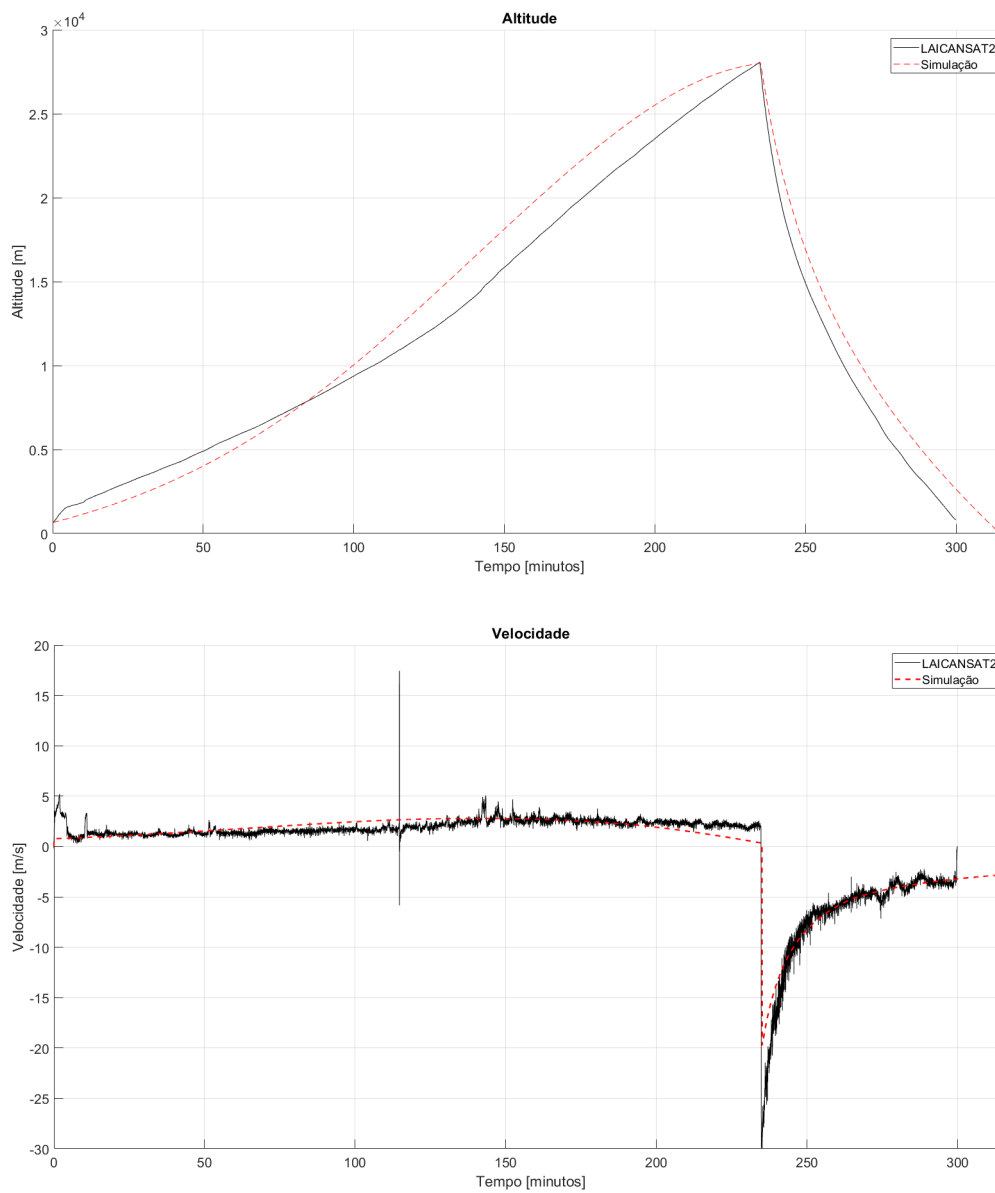 Altitude
×10⁴
3
2.5
2
1.5
1
0.5
0
Altitude [m]
LAICANSAT2
Simulação
0 50 100 150 200 250 300
Tempo [minutos]
Velocidade
20
15
10
5
0
-5
-10
-15
-20
-25
-30
Velocidade [m/s]
LAICANSAT2
Simulação
0 50 100 150 200 250 300
Tempo [minutos]